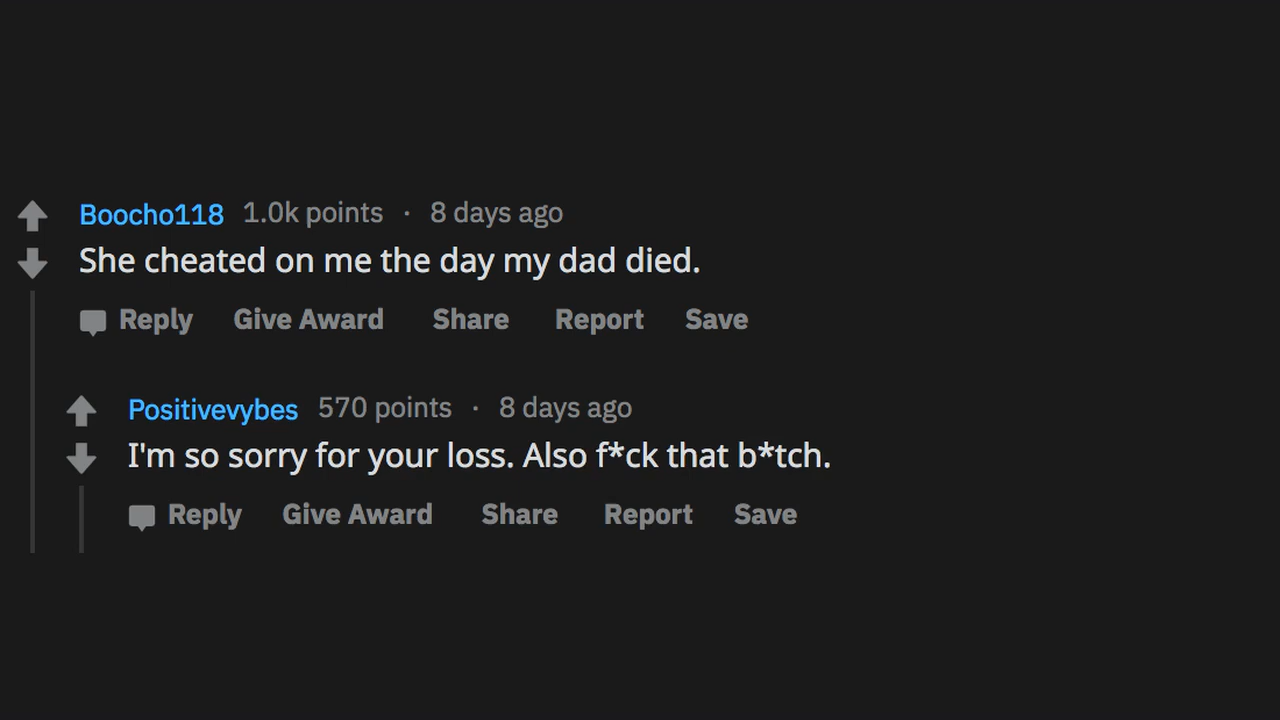 Boocho118 1.0k points · 8 days ago
She cheated on me the day my dad died.
Reply Give Award Share Report Save
Positivevybes 570 points · 8 days ago
I'm so sorry for your loss. Also f*ck that b*tch.
Reply Give Award Share Report Save